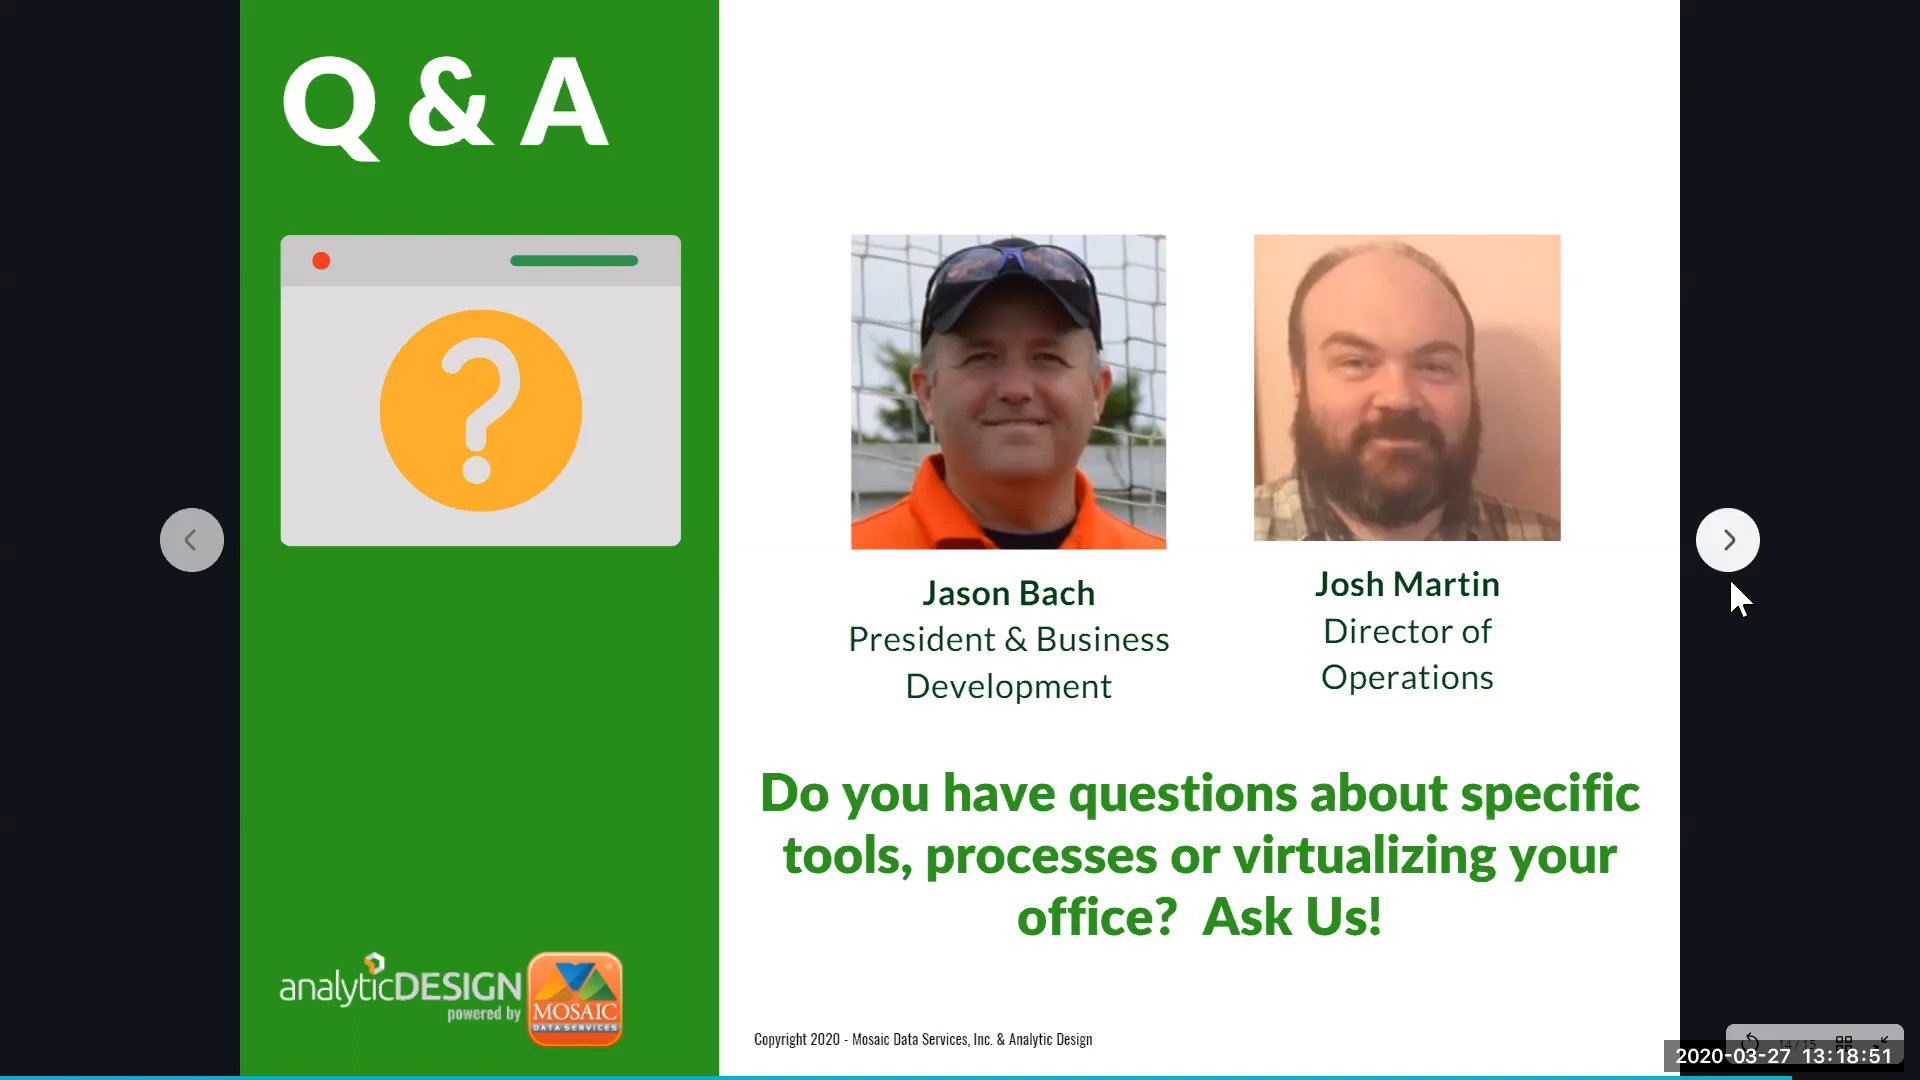 Q & A
?
Jason Bach
President & Business
Development
Josh Martin
Director of
Operations
Do you have questions about specific
tools, processes or virtualizing your
office?  Ask Us!
analyticDESIGN
powered by
MOSAIC
DATA SERVICES
Copyright 2020 - Mosaic Data Services, Inc. & Analytic Design
14 / 15
2020-03-27 13:18:51